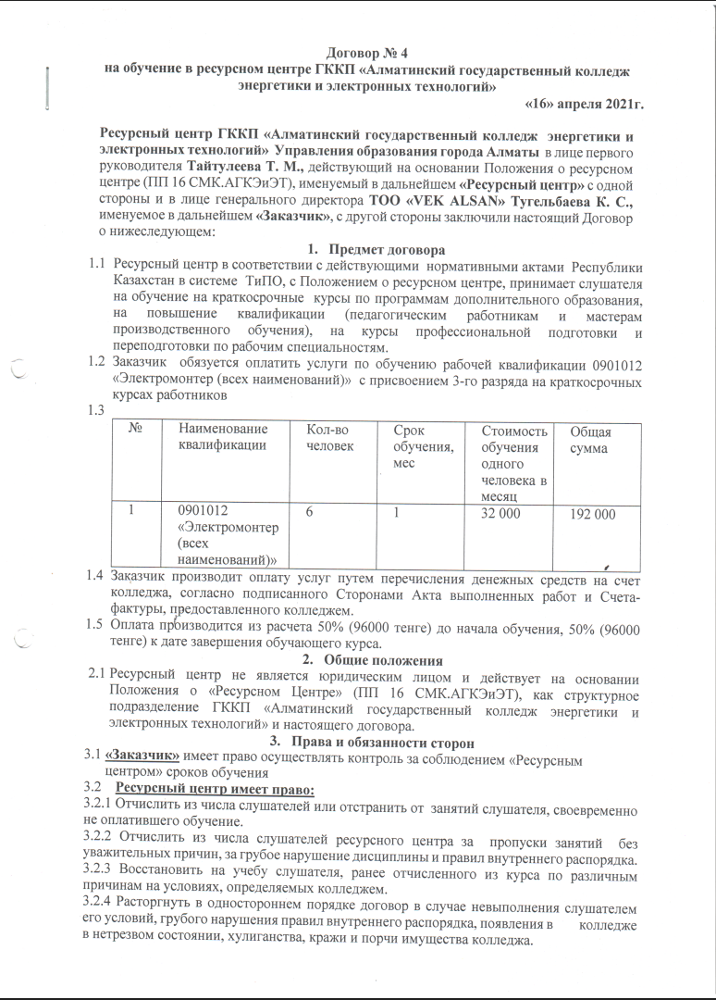 Договор № 4
на обучение в ресурсном центре ГККП «Алматинский государственный колледж
энергетики и электронных технологий»
«16» апреля 2021г.
Ресурсный центр ГККП «Алматинский государственный колледж энергетики и
электронных технологий» Управления образования города Алматы в лице первого
руководителя Тайтулеева Т. М., действующий на основании Положения о ресурсном
центре (ПП 16 СМК.АГКЭиЭТ), именуемый в дальнейшем «Ресурсный центр» с одной
стороны и в лице генерального директора ТОО «VEK ALSAN» Тугельбаева К. С.,
именуемое в дальнейшем «Заказчик», с другой стороны заключили настоящий Договор
о нижеследующем:
1. Предмет договора
1.1 Ресурсный центр в соответствии с действующими нормативными актами Республики
Казахстан в системе ТиПО, с Положением о ресурсном центре, принимает слушателя
на обучение на краткосрочные курсы по программам дополнительного образования,
на повышение квалификации (педагогическим работникам и мастерам
производственного обучения), на курсы профессиональной подготовки и
переподготовки по рабочим специальностям.
1.2 Заказчик обязуется оплатить услуги по обучению рабочей квалификации 0901012
«Электромонтер (всех наименований)» с присвоением 3-го разряда на краткосрочных
курсах работников
1.3
№ Наименование квалификации Кол-во человек Срок обучения, мес Стоимость обучения одного человека в месяц Общая сумма
1 0901012 «Электромонтер (всех наименований)» 6 1 32 000 192 000
1.4 Заказчик производит оплату услуг путем перечисления денежных средств на счет
колледжа, согласно подписанного Сторонами Акта выполненных работ и Счета-
фактуры, предоставленного колледжем.
1.5 Оплата производится из расчета 50% (96000 тенге) до начала обучения, 50% (96000
тенге) к дате завершения обучающего курса.
2. Общие положения
2.1 Ресурсный центр не является юридическим лицом и действует на основании
Положения о «Ресурсном Центре» (ПП 16 СМК.АГКЭиЭТ), как структурное
подразделение ГККП «Алматинский государственный колледж энергетики и
электронных технологий» и настоящего договора.
3. Права и обязанности сторон
3.1 «Заказчик» имеет право осуществлять контроль за соблюдением «Ресурсным
центром» сроков обучения
3.2 Ресурсный центр имеет право:
3.2.1 Отчислить из числа слушателей или отстранить от занятий слушателя, своевременно
не оплатившего обучение.
3.2.2 Отчислить из числа слушателей ресурсного центра за пропуски занятий без
уважительных причин, за грубое нарушение дисциплины и правил внутреннего распорядка.
3.2.3 Восстановить на учебу слушателя, ранее отчисленного из курса по различным
причинам на условиях, определяемых колледжем.
3.2.4 Расторгнуть в одностороннем порядке договор в случае невыполнения слушателем
его условий, грубого нарушения правил внутреннего распорядка, появления в колледже
в нетрезвом состоянии, хулиганства, кражи и порчи имущества колледжа.